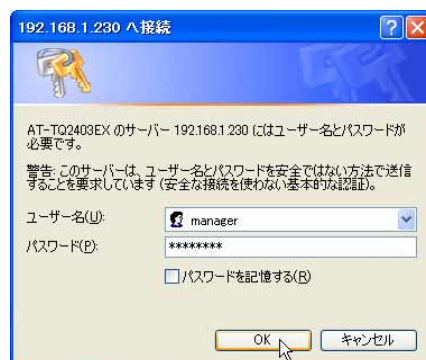 192.168.1.230 へ接続
AT-TQ2403EX のサーバー 192.168.1.230 にはユーザー名とパスワードが
必要です。
警告: このサーバーは、ユーザー名とパスワードを安全ではない方法で送信
することを要求しています (安全な接続を使わない基本的な認証)。
ユーザー名(U):
manager
パスワード(P):
********
パスワードを記憶する(R)
OK
キャンセル